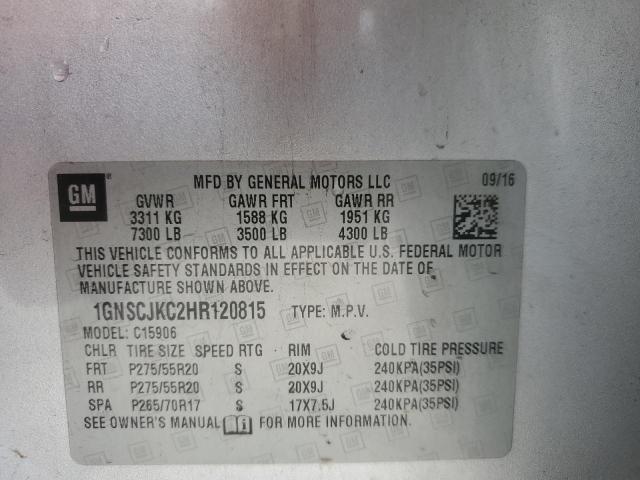 GM ® MFD BY GENERAL MOTORS LLC 09/16
GVWR GAWR FRT GAWR RR
3311 KG 1588 KG 1951 KG
7300 LB 3500 LB 4300 LB
THIS VEHICLE CONFORMS TO ALL APPLICABLE U.S. FEDERAL MOTOR
VEHICLE SAFETY STANDARDS IN EFFECT ON THE DATE OF
MANUFACTURE SHOWN ABOVE.
1GNSCJKC2HR120815 TYPE: M.P.V.
MODEL: C15906
CHLR TIRE SIZE SPEED RTG RIM COLD TIRE PRESSURE
FRT P275/55R20 S 20X9J 240KPA(35PSI)
RR P275/55R20 S 20X9J 240KPA(35PSI)
SPA P265/70R17 S 17X7.5J 240KPA(35PSI)
SEE OWNER'S MANUAL FOR MORE INFORMATION.